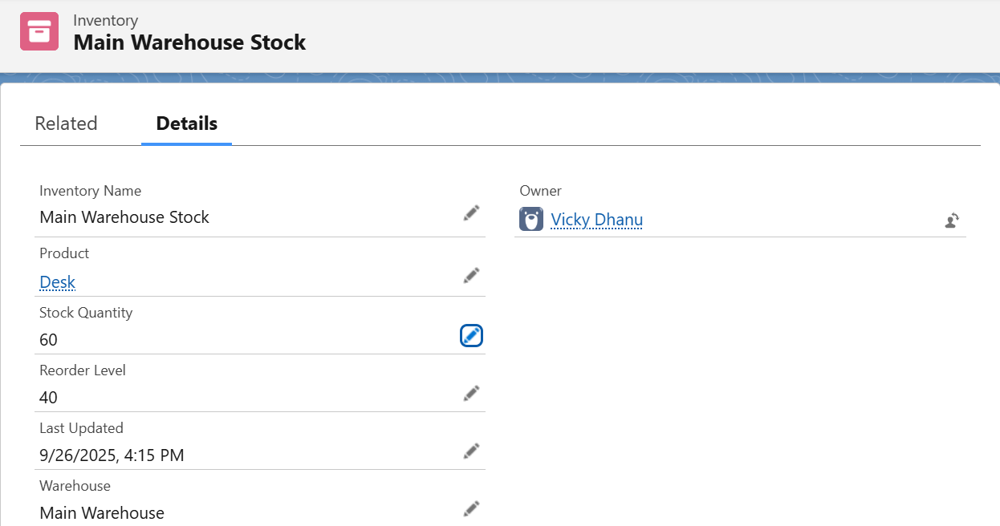 Inventory
Main Warehouse Stock
Related
Details
Inventory Name
Main Warehouse Stock
Owner
Vicky Dhanu
Product
Desk
Stock Quantity
60
Reorder Level
40
Last Updated
9/26/2025, 4:15 PM
Warehouse
Main Warehouse